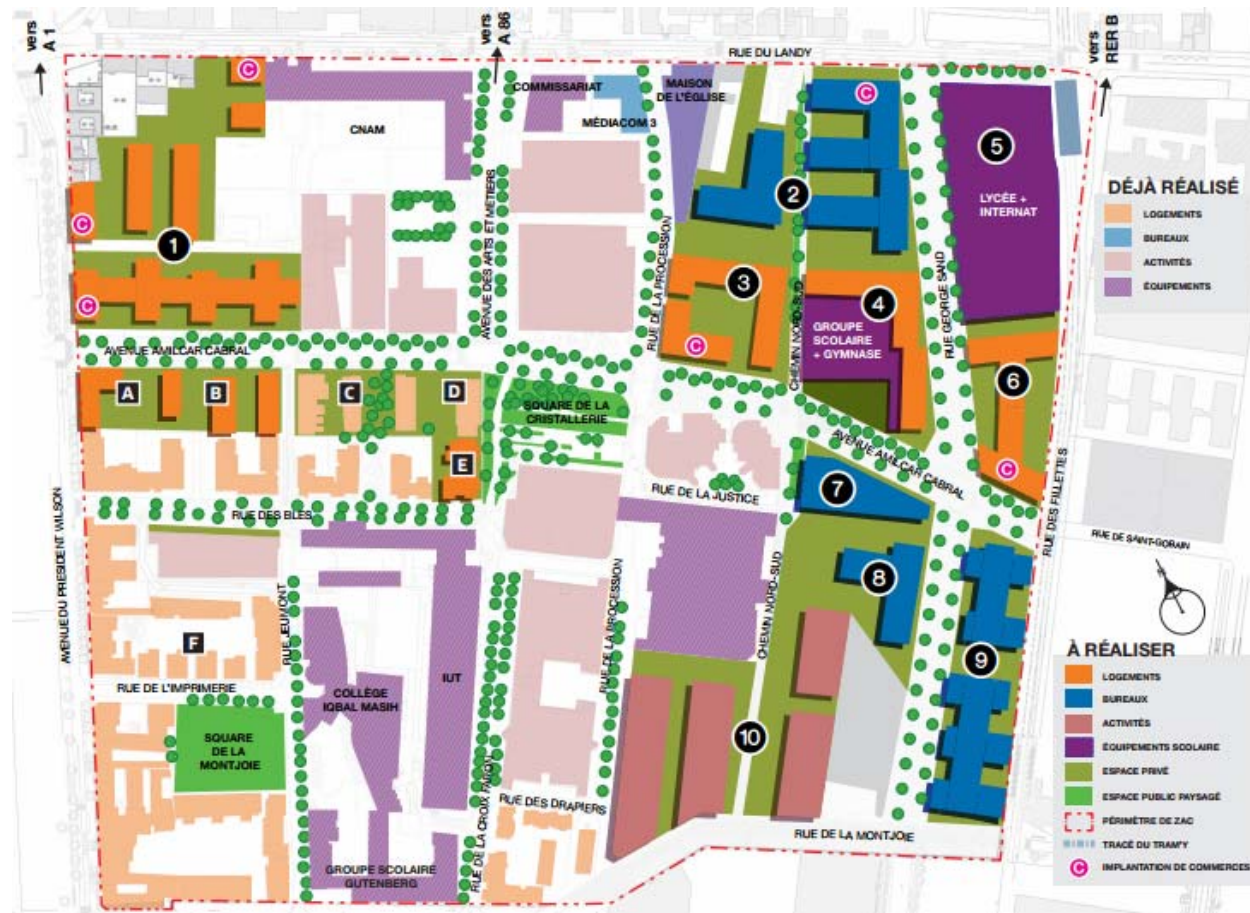 vers
A 1
vers
A 86
vers
RER B
RUE DU LANDY
C
COMMISSARIAT
MAISON
DE L'ÉGLISE
C
CNAM
MÉDIACOM 3
5
2
LYCÉE +
INTERNAT
DÉJÀ RÉALISÉ
LOGEMENTS
BUREAUX
ACTIVITÉS
ÉQUIPEMENTS
C
1
AVENUE DES ARTS ET MÉTIERS
RUE DE LA PROCESSION
CHEMIN NORD-SUD
RUE GEORGE SAND
3
4
C
GROUPE
SCOLAIRE
+ GYMNASE
C
AVENUE AMILCAR CABRAL
6
A
B
C
D
SQUARE DE LA
CRISTALLERIE
AVENUE AMILCAR CABRAL
E
C
RUE DE LA JUSTICE
7
RUE DES FILLETTES
RUE DES BLÉS
RUE DE SAINT-GOBAIN
AVENUE DU PRÉSIDENT WILSON
8
RUE JEUMONT
RUE DE LA PROCESSION
CHEMIN NORD-SUD
F
9
À RÉALISER
LOGEMENTS
BUREAUX
ACTIVITÉS
ÉQUIPEMENTS SCOLAIRE
ESPACE PRIVÉ
ESPACE PUBLIC PAYSAGÉ
PÉRIMÈTRE DE ZAC
TRACÉ DU TRAM'Y
C IMPLANTATION DE COMMERCES
RUE DE L'IMPRIMERIE
COLLÈGE
IQBAL MASIH
IUT
SQUARE
DE LA
MONTJOIE
10
RUE DE LA CROIX FARON
RUE DES DRAPIERS
RUE DE LA MONTJOIE
GROUPE SCOLAIRE
GUTENBERG